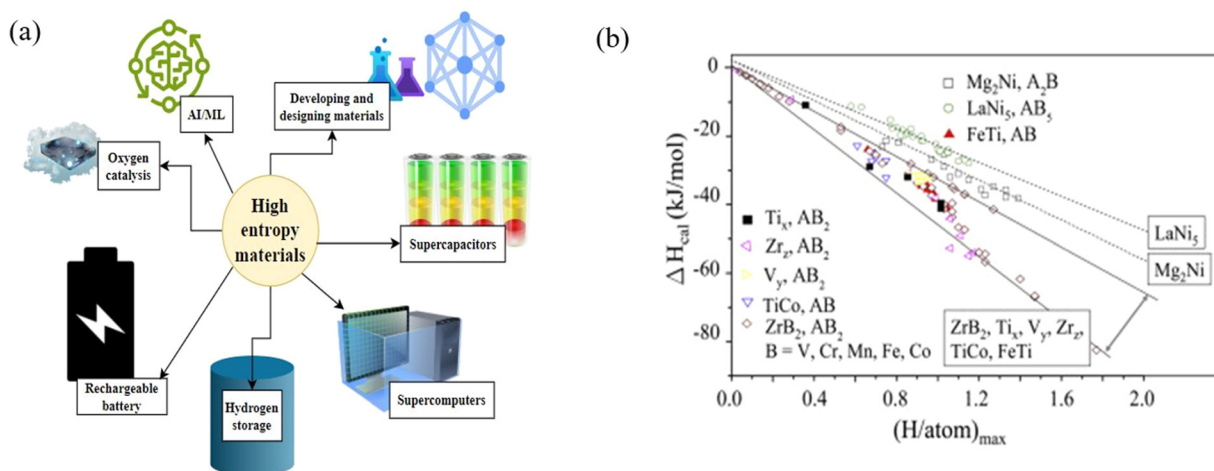 (a)
AI/ML
Developing and
designing materials
Oxygen
catalysis
High
entropy
materials
Supercapacitors
Rechargeable
battery
Hydrogen
storage
Supercomputers
(b)
0
-20
-40
-60
-80
ΔH_cal (kJ/mol)
Mg₂Ni, A₂B
LaNi₅, AB₅
FeTi, AB
Tiₓ, AB₂
Zr_z, AB₂
V_y, AB₂
TiCo, AB
ZrB₂, AB₂
B = V, Cr, Mn, Fe, Co
LaNi₅
Mg₂Ni
ZrB₂, Tiₓ, V_y, Zr_z,
TiCo, FeTi
0.0 0.4 0.8 1.2 1.6 2.0
(H/atom)max